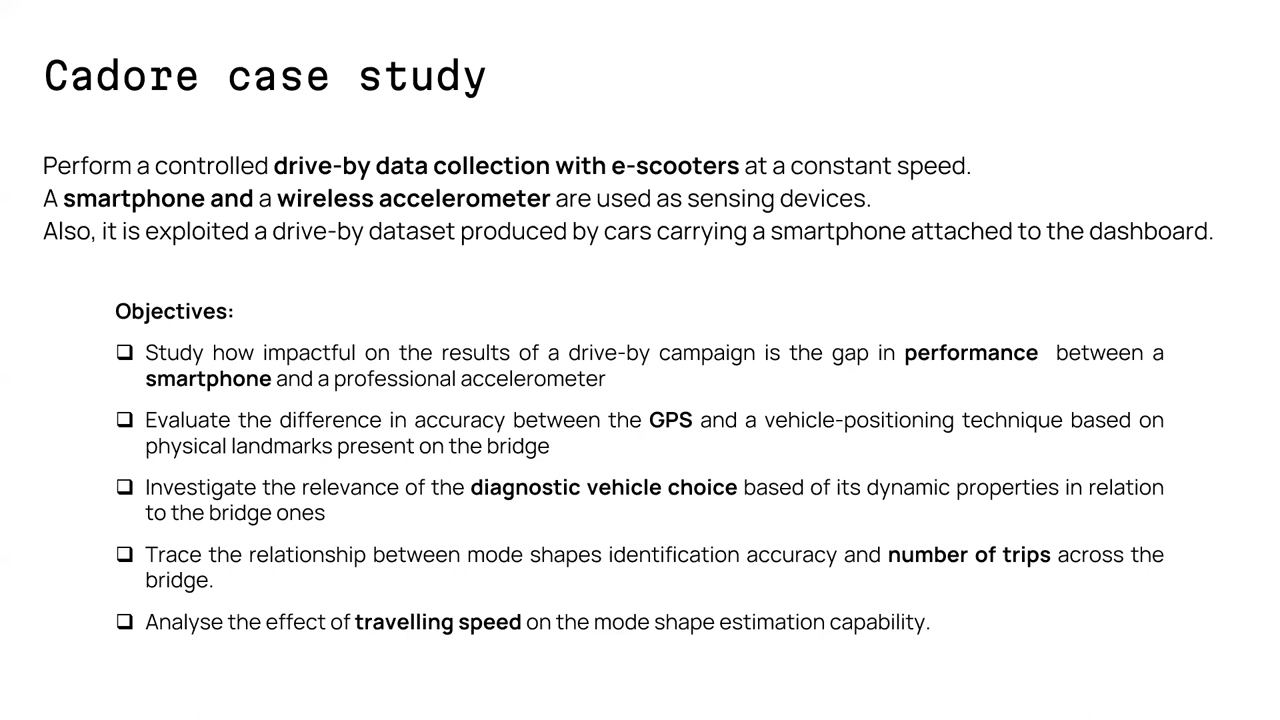 Cadore case study
Perform a controlled drive-by data collection with e-scooters at a constant speed.
A smartphone and a wireless accelerometer are used as sensing devices.
Also, it is exploited a drive-by dataset produced by cars carrying a smartphone attached to the dashboard.
Objectives:
❑ Study how impactful on the results of a drive-by campaign is the gap in performance between a
smartphone and a professional accelerometer
❑ Evaluate the difference in accuracy between the GPS and a vehicle-positioning technique based on
physical landmarks present on the bridge
❑ Investigate the relevance of the diagnostic vehicle choice based of its dynamic properties in relation
to the bridge ones
❑ Trace the relationship between mode shapes identification accuracy and number of trips across the
bridge.
❑ Analyse the effect of travelling speed on the mode shape estimation capability.